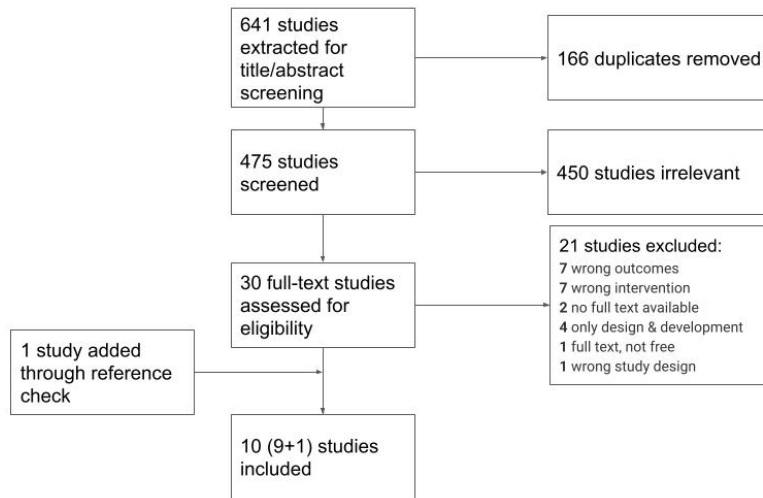 641 studies
extracted for
title/abstract
screening
166 duplicates removed
475 studies
screened
450 studies irrelevant
30 full-text studies
assessed for
eligibility
21 studies excluded:
7 wrong outcomes
7 wrong intervention
2 no full text available
4 only design & development
1 full text, not free
1 wrong study design
1 study added
through reference
check
10 (9+1) studies
included